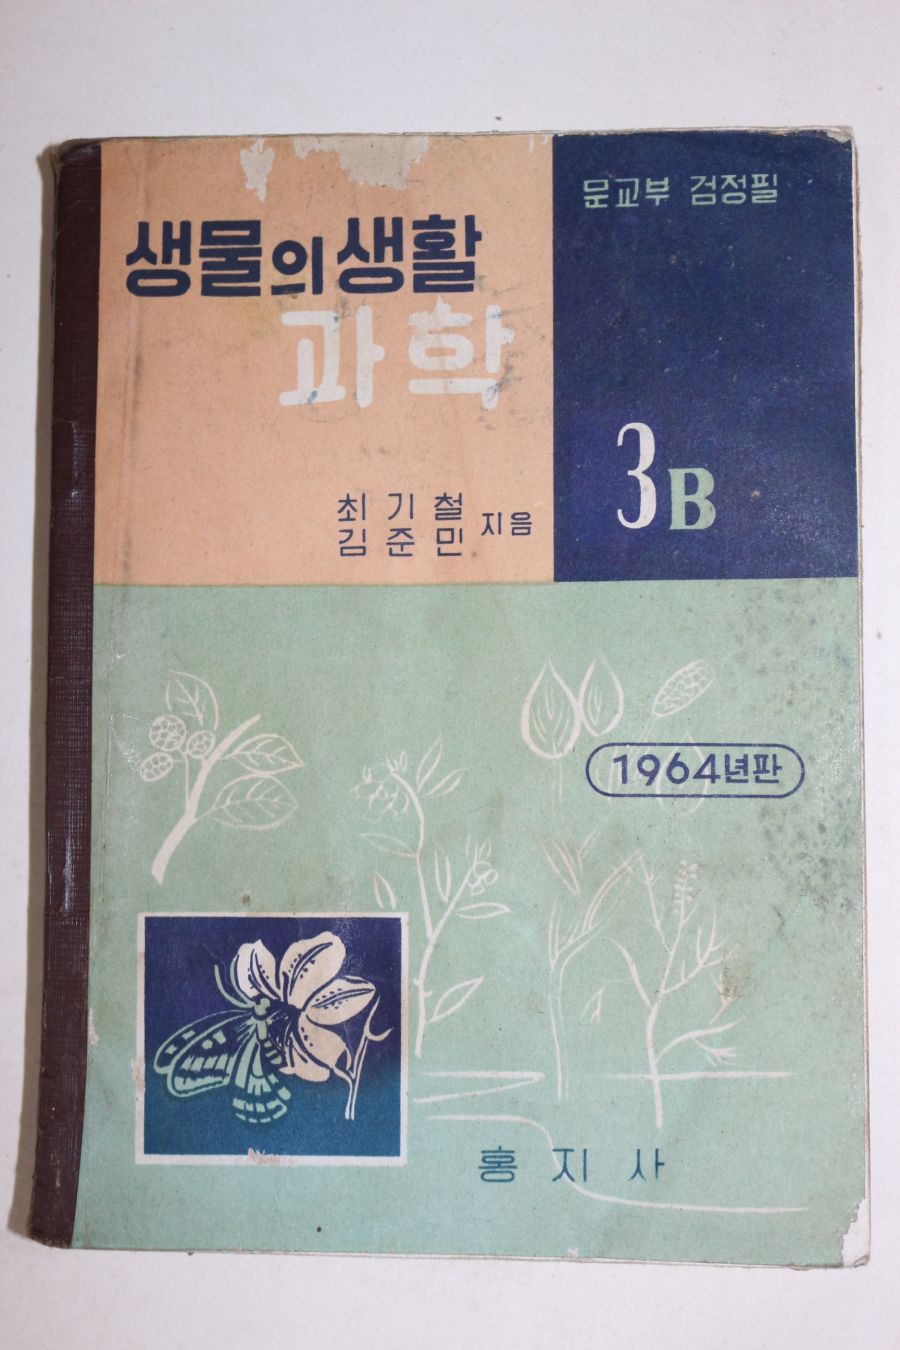 문교부 검정필
생물의 생활
과학
3B
최기철
김준민
지음
1964년판
홍지사